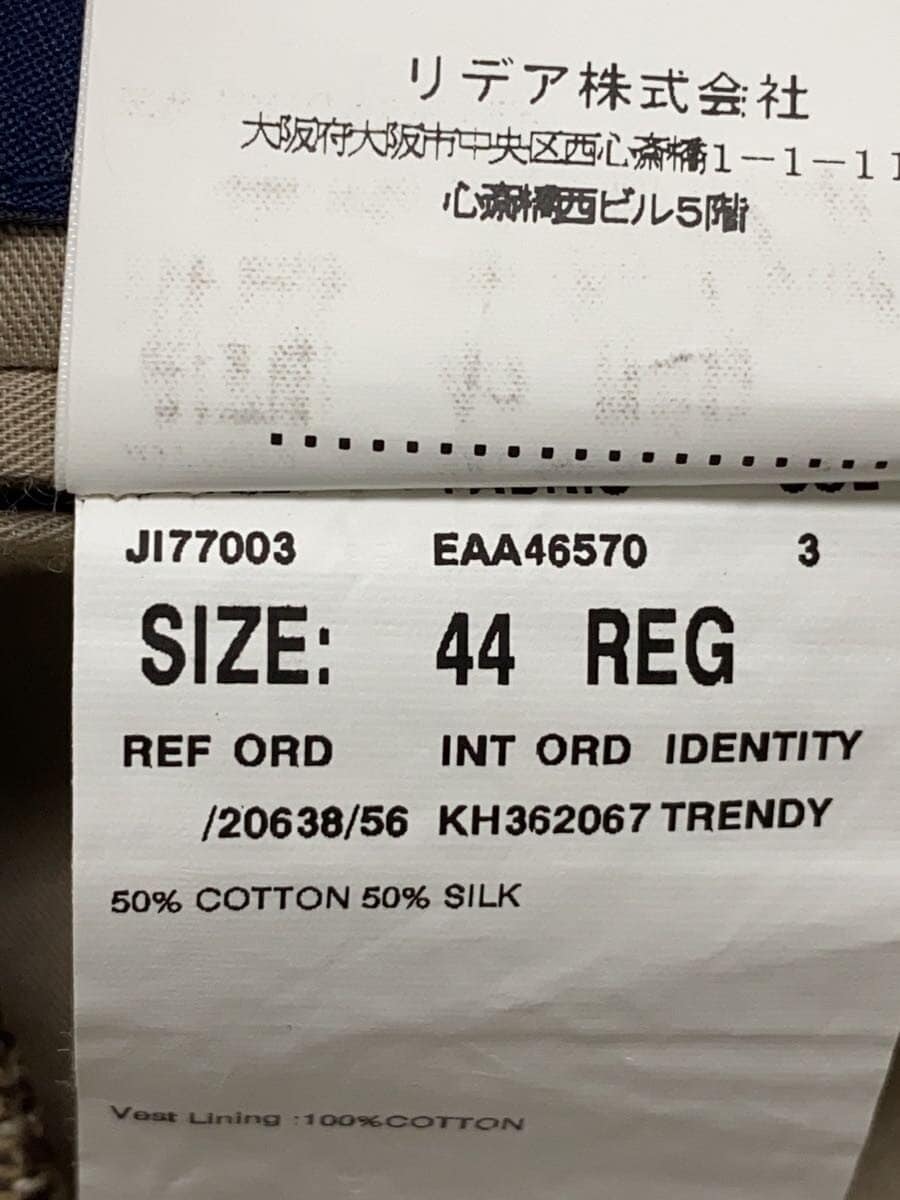 リデア株式会社
大阪府大阪市中央区西心斎橋1－1－11
心斎橋西ビル5階
JI77003 EAA46570 3
SIZE: 44 REG
REF ORD INT ORD IDENTITY
/20638/56 KH362067 TRENDY
50% COTTON 50% SILK
Vest Lining :100%COTTON